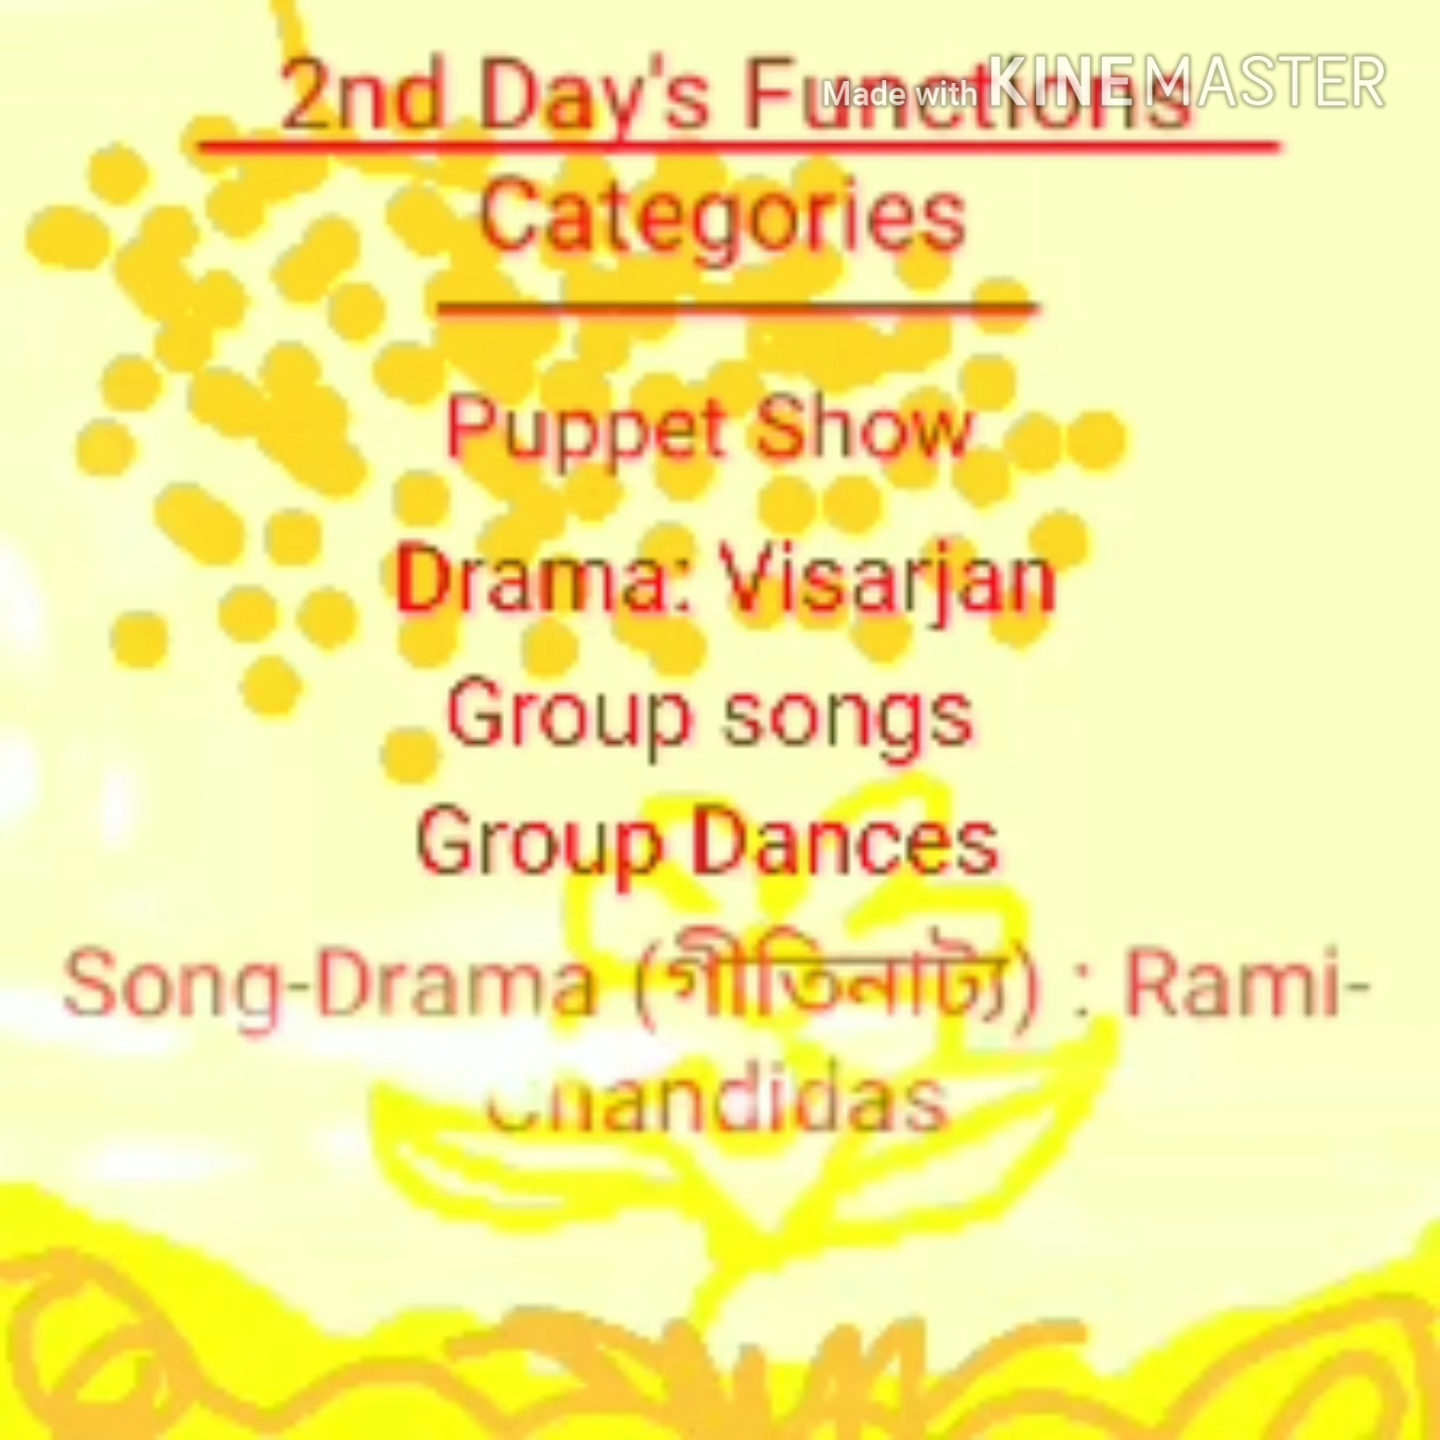 2nd Day's Functions
Made with KINEMASTER
Categories
Puppet Show
Drama: Visarjan
Group songs
Group Dances
Song-Drama (গীতিনাট্য) : Rami-
Chandidas